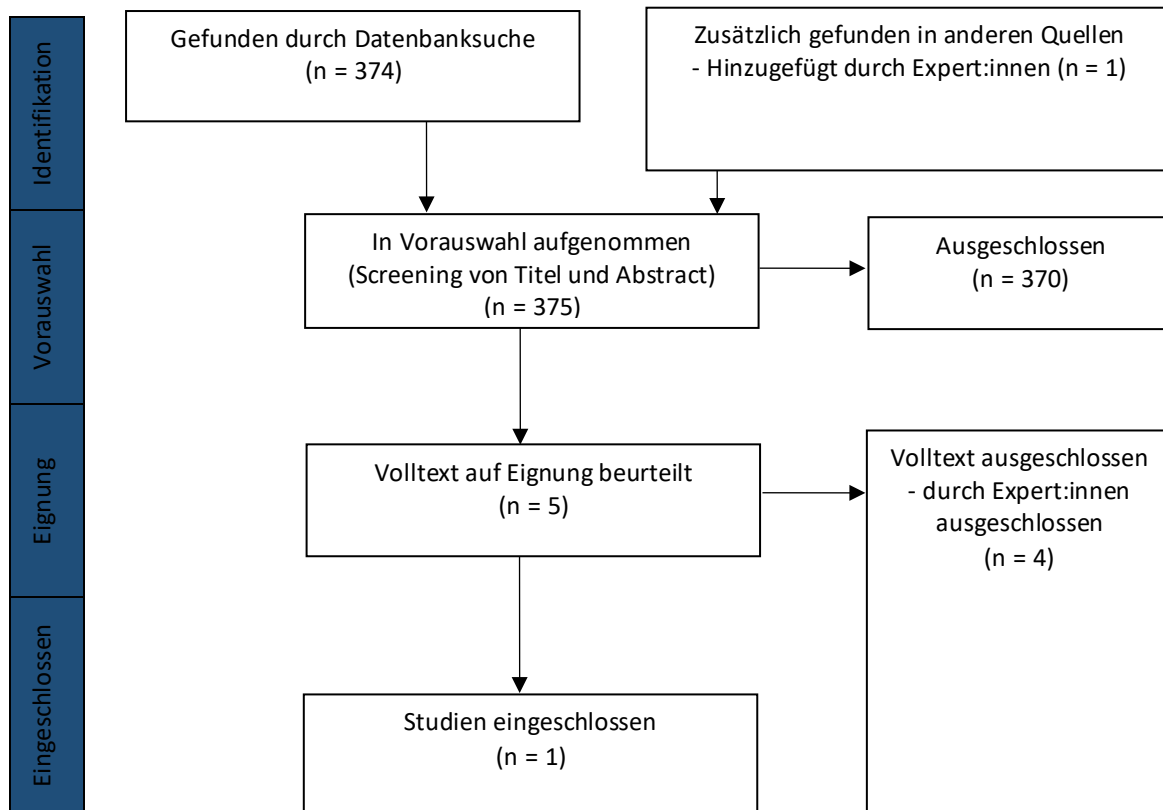 Identifikation
Gefunden durch Datenbanksuche
(n = 374)
Zusätzlich gefunden in anderen Quellen
- Hinzugefügt durch Expert:innen (n = 1)
Vorauswahl
In Vorauswahl aufgenommen
(Screening von Titel und Abstract)
(n = 375)
Ausgeschlossen
(n = 370)
Eignung
Volltext auf Eignung beurteilt
(n = 5)
Volltext ausgeschlossen
- durch Expert:innen
ausgeschlossen
(n = 4)
Eingeschlossen
Studien eingeschlossen
(n = 1)